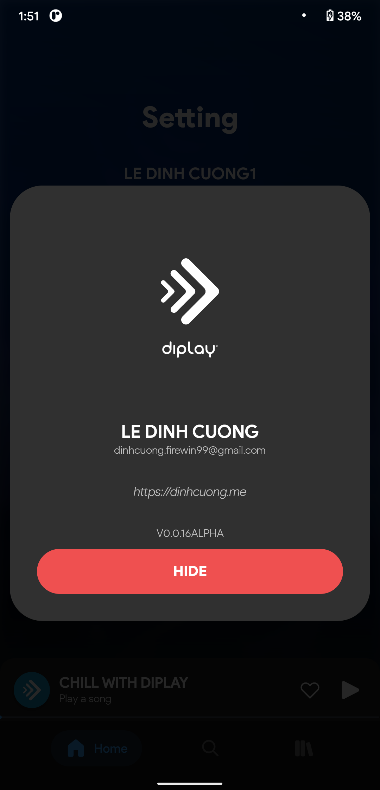 1:51
38%
Setting
LE DINH CUONG1
diplay
LE DINH CUONG
dinhcuong.firewin99@gmail.com
https://dinhcuong.me
V0.0.16ALPHA
HIDE
CHILL WITH DIPLAY
Play a song
Home